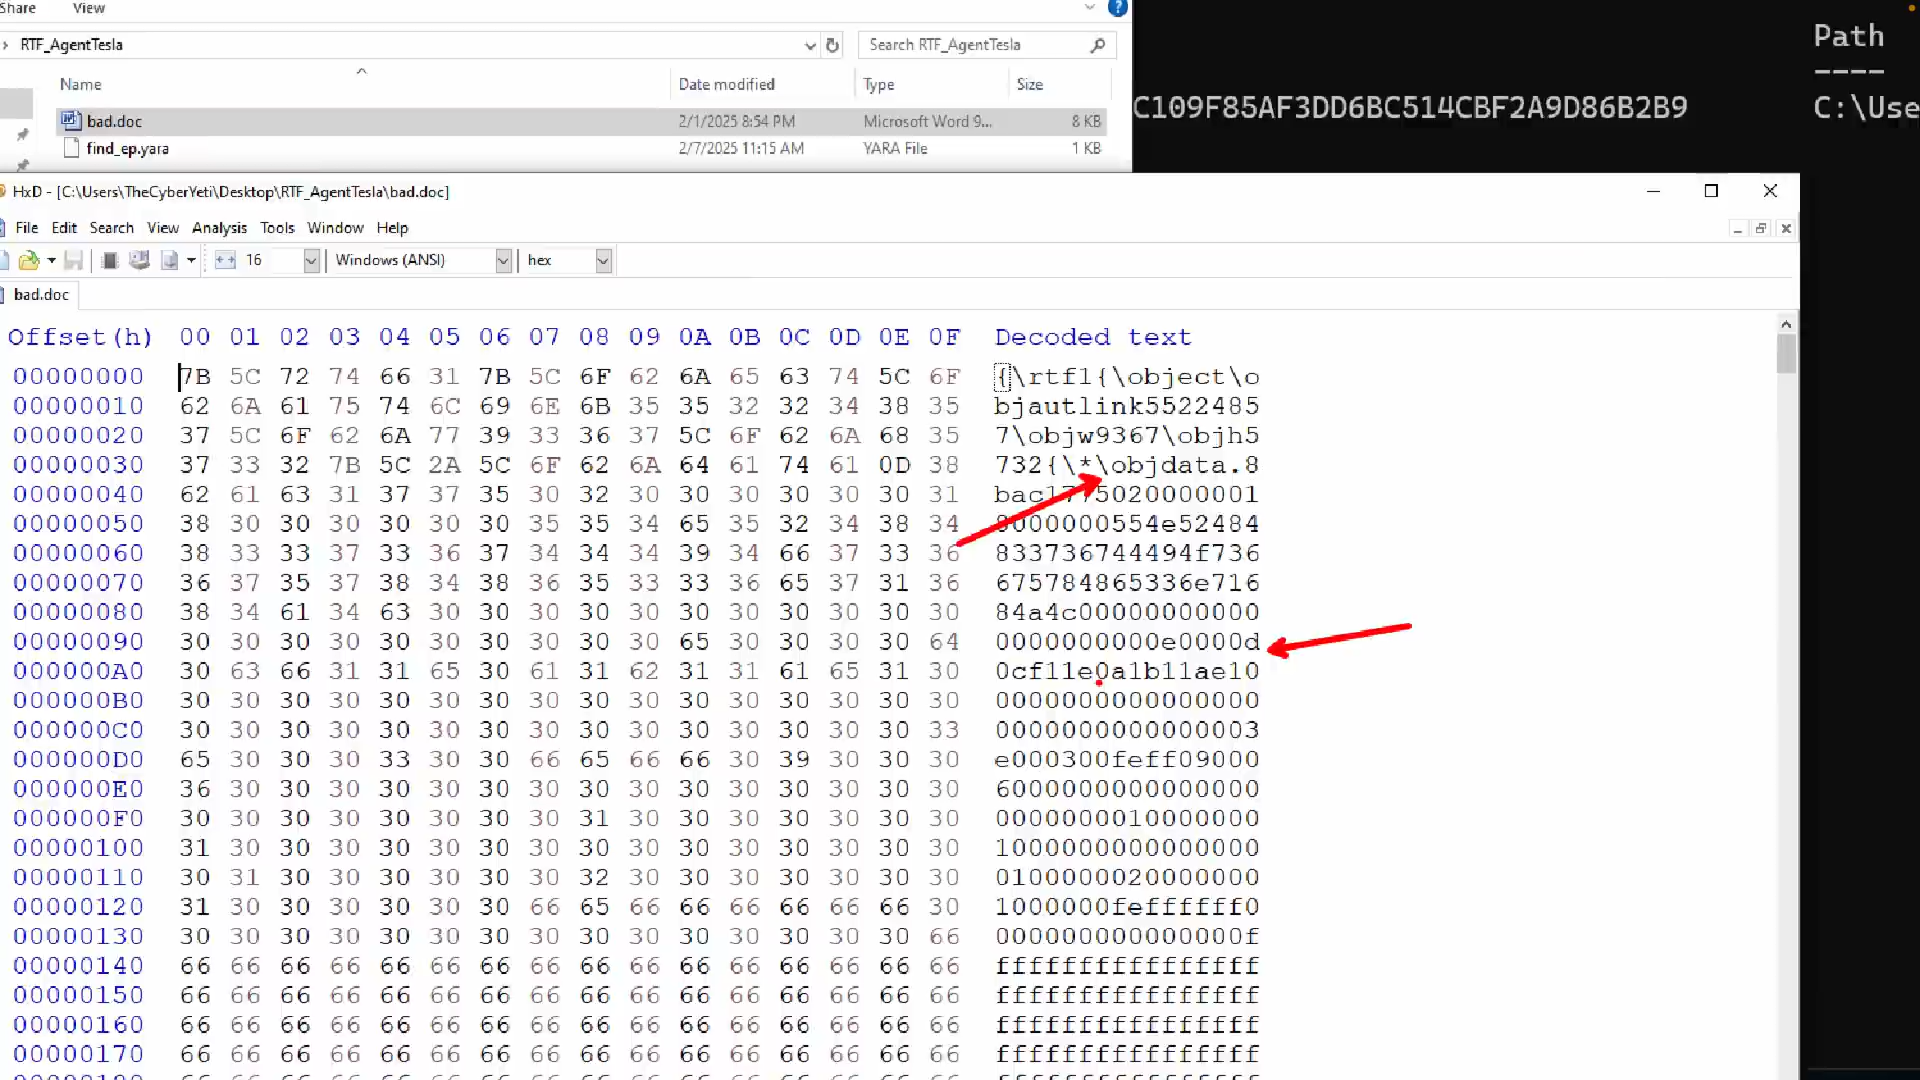 Share View
RTF_AgentTesla Search RTF_AgentTesla
Name Date modified Type Size
bad.doc 2/1/2025 8:54 PM Microsoft Word 9... 8 KB
find_ep.yara 2/7/2025 11:15 AM YARA File 1 KB
Path
----
C109F85AF3DD6BC514CBF2A9D86B2B9 C:\Use
HxD - [C:\Users\TheCyberYeti\Desktop\RTF_AgentTesla\bad.doc]
File Edit Search View Analysis Tools Window Help
16 Windows (ANSI) hex
bad.doc
Offset(h) 00 01 02 03 04 05 06 07 08 09 0A 0B 0C 0D 0E 0F Decoded text
00000000 7B 5C 72 74 66 31 7B 5C 6F 62 6A 65 63 74 5C 6F {\rtf1{\object\o
00000010 62 6A 61 75 74 6C 69 6E 6B 35 35 32 32 34 38 35 bjautlink5522485
00000020 37 5C 6F 62 6A 77 39 33 36 37 5C 6F 62 6A 68 35 7\objw9367\objh5
00000030 37 33 32 7B 5C 2A 5C 6F 62 6A 64 61 74 61 0D 38 732{\*\objdata.8
00000040 62 61 63 31 37 37 35 30 32 30 30 30 30 30 30 31 bac1775020000001
00000050 38 30 30 30 30 30 30 35 35 34 65 35 32 34 38 34 8000000554e52484
00000060 38 33 33 37 33 36 37 34 34 34 39 34 66 37 33 36 833736744494f736
00000070 36 37 35 37 38 34 38 36 35 33 33 36 65 37 31 36 675784865336e716
00000080 38 34 61 34 63 30 30 30 30 30 30 30 30 30 30 30 84a4c00000000000
00000090 30 30 30 30 30 30 30 30 30 30 65 30 30 30 30 64 0000000000e0000d
000000A0 30 63 66 31 31 65 30 61 31 62 31 31 61 65 31 30 0cf11e0a1b11ae10
000000B0 30 30 30 30 30 30 30 30 30 30 30 30 30 30 30 30 0000000000000000
000000C0 30 30 30 30 30 30 30 30 30 30 30 30 30 30 30 33 0000000000000003
000000D0 65 30 30 30 33 30 30 66 65 66 66 30 39 30 30 30 e000300feff09000
000000E0 36 30 30 30 30 30 30 30 30 30 30 30 30 30 30 30 6000000000000000
000000F0 30 30 30 30 30 30 30 30 31 30 30 30 30 30 30 30 0000000010000000
00000100 31 30 30 30 30 30 30 30 30 30 30 30 30 30 30 30 1000000000000000
00000110 30 31 30 30 30 30 30 30 32 30 30 30 30 30 30 30 0100000020000000
00000120 31 30 30 30 30 30 30 66 65 66 66 66 66 66 66 30 1000000feffffff0
00000130 30 30 30 30 30 30 30 30 30 30 30 30 30 30 30 66 000000000000000f
00000140 66 66 66 66 66 66 66 66 66 66 66 66 66 66 66 66 ffffffffffffffff
00000150 66 66 66 66 66 66 66 66 66 66 66 66 66 66 66 66 ffffffffffffffff
00000160 66 66 66 66 66 66 66 66 66 66 66 66 66 66 66 66 ffffffffffffffff
00000170 66 66 66 66 66 66 66 66 66 66 66 66 66 66 66 66 ffffffffffffffff